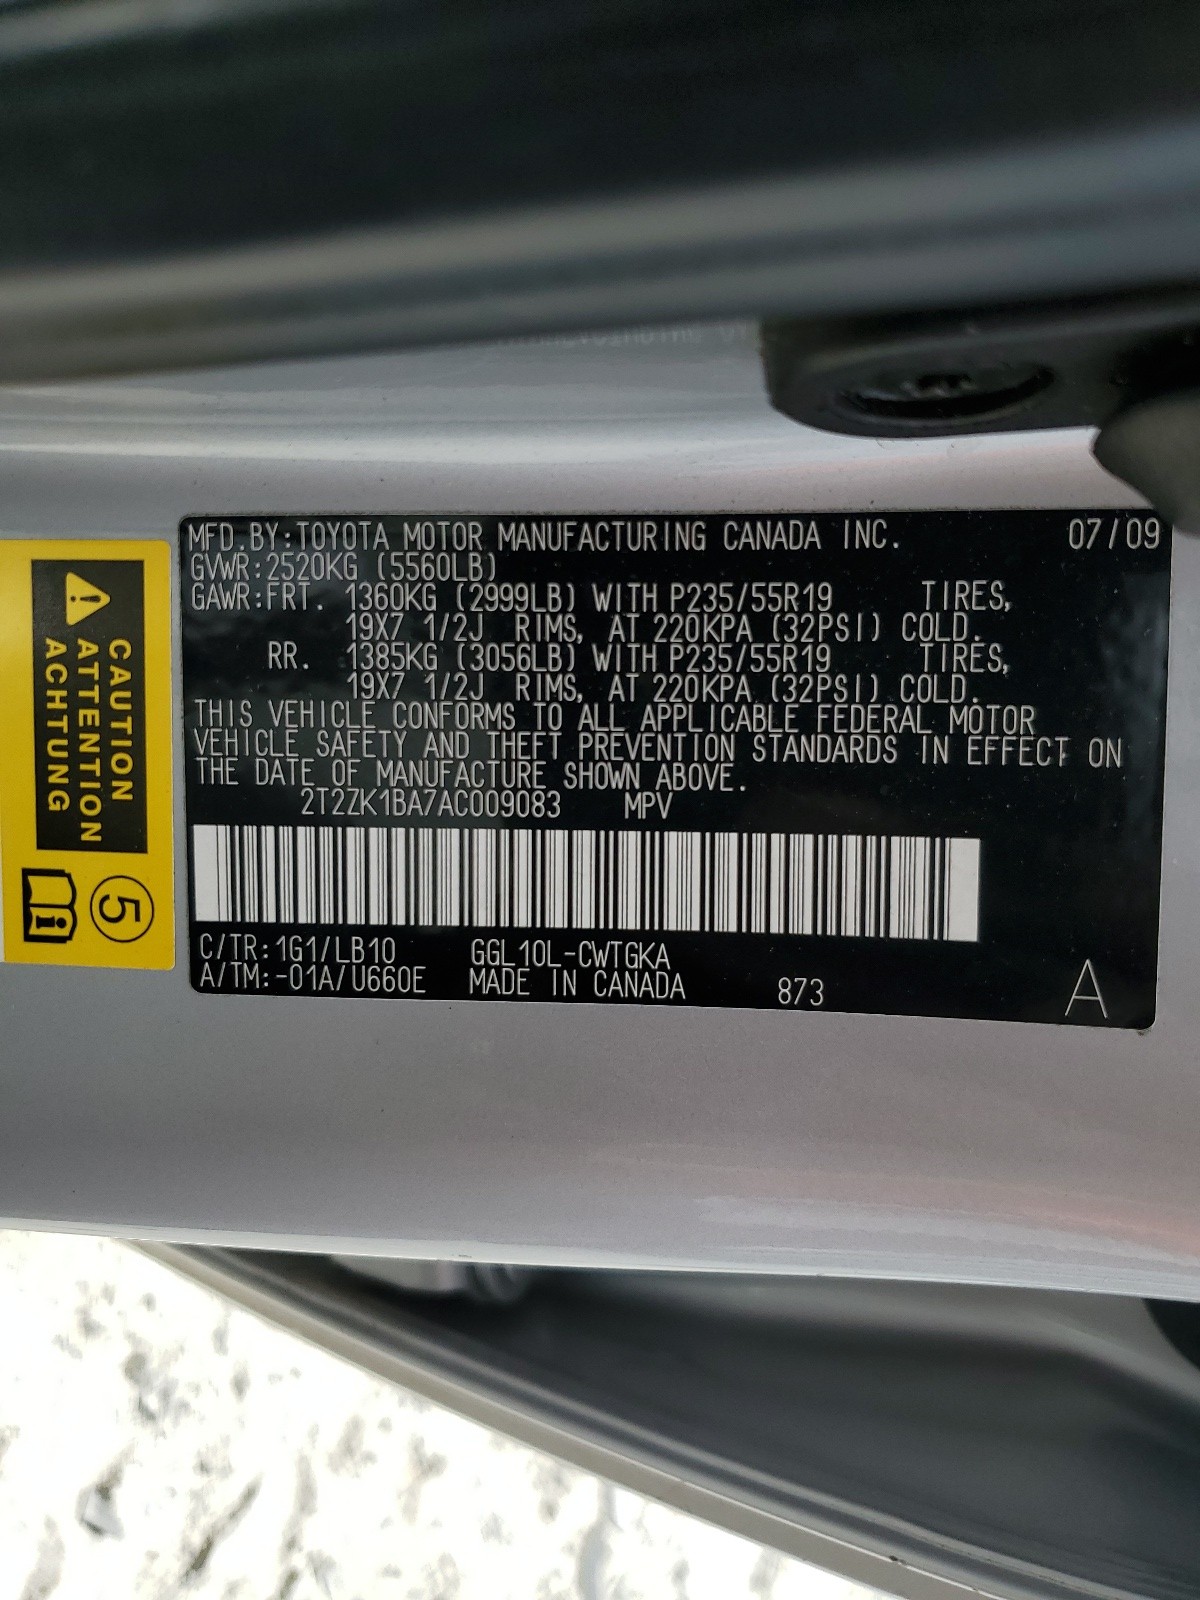 MFD.BY:TOYOTA MOTOR MANUFACTURING CANADA INC. 07/09
GVWR:2520KG (5560LB)
GAWR:FRT. 1360KG (2999LB) WITH P235/55R19 TIRES,
19X7 1/2J RIMS, AT 220KPA (32PSI) COLD.
RR. 1385KG (3056LB) WITH P235/55R19 TIRES,
19X7 1/2J RIMS, AT 220KPA (32PSI) COLD.
THIS VEHICLE CONFORMS TO ALL APPLICABLE FEDERAL MOTOR
VEHICLE SAFETY AND THEFT PREVENTION STANDARDS IN EFFECT ON
THE DATE OF MANUFACTURE SHOWN ABOVE.
2T2ZK1BA7AC009083 MPV
C/TR:1G1/LB10 GGL10L-CWTGKA
A/TM:-01A/U660E MADE IN CANADA 873 A
CAUTION
ATTENTION
ACHTUNG
5